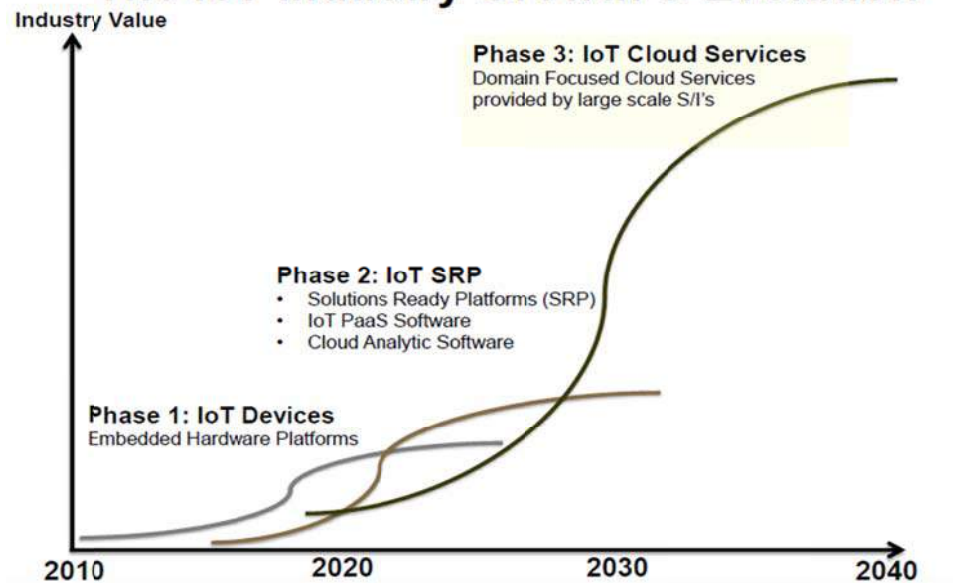 Industry Value
Phase 3: IoT Cloud Services
Domain Focused Cloud Services
provided by large scale S/I's
Phase 2: IoT SRP
• Solutions Ready Platforms (SRP)
• IoT PaaS Software
• Cloud Analytic Software
Phase 1: IoT Devices
Embedded Hardware Platforms
2010 2020 2030 2040